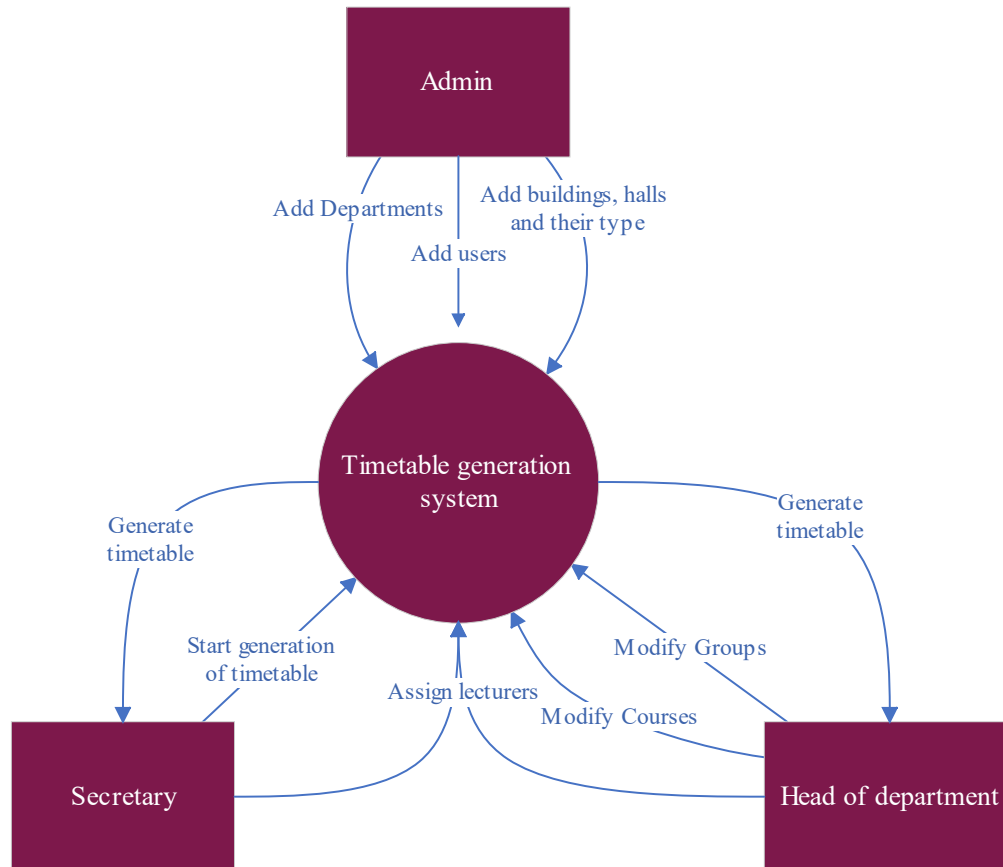 Admin
Add Departments
Add buildings, halls
and their type
Add users
Timetable generation
system
Generate
timetable
Generate
timetable
Start generation
of timetable
Modify Groups
Assign lecturers
Modify Courses
Secretary
Head of department